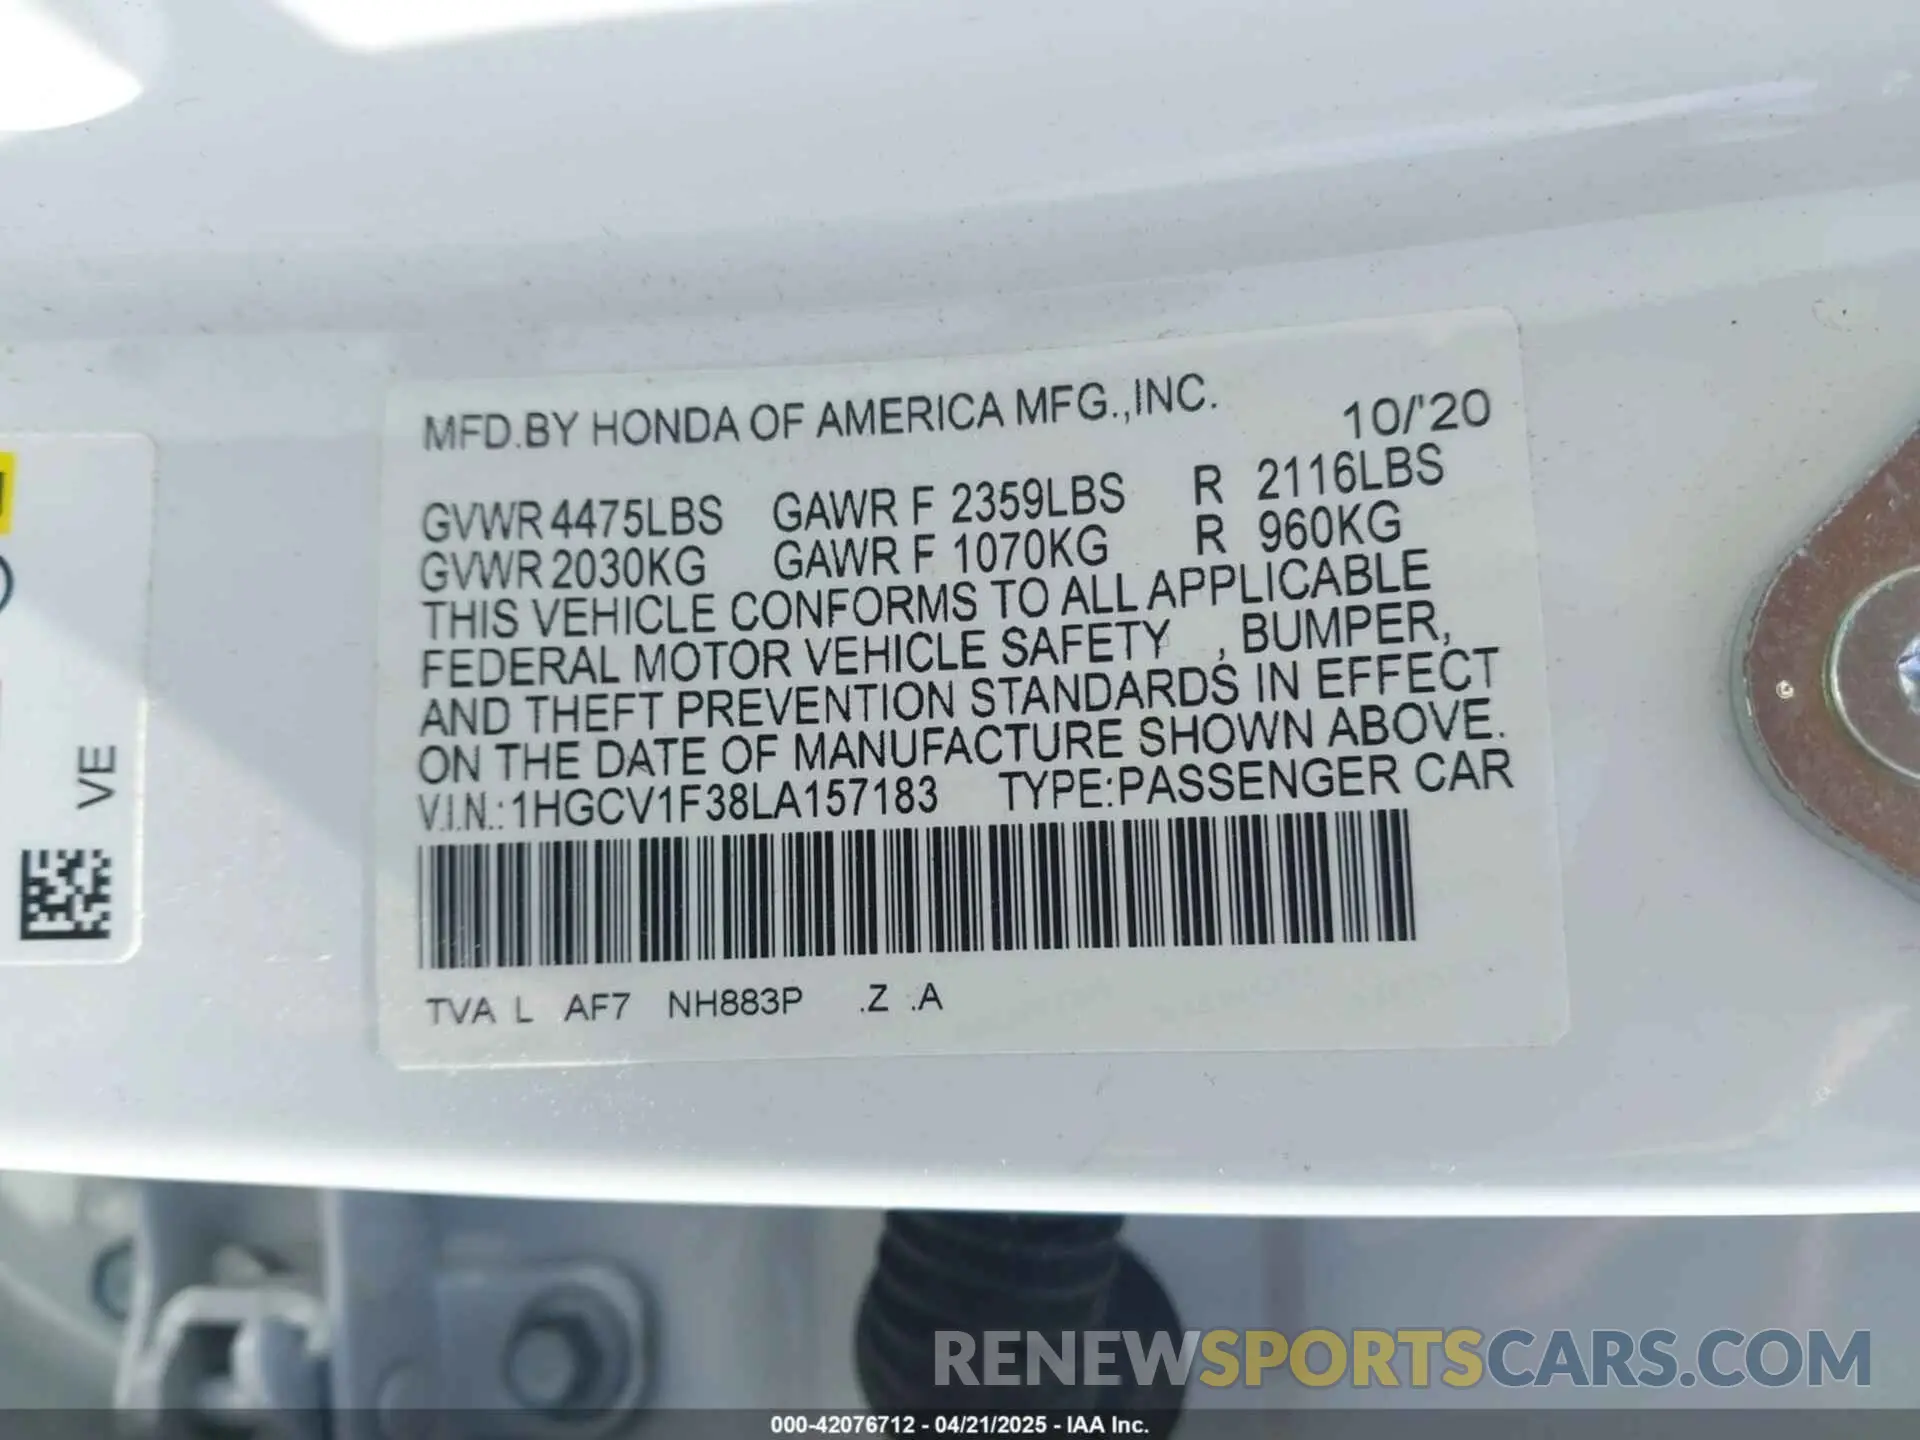 MFD.BY HONDA OF AMERICA MFG.,INC. 10/'20
GVWR 4475LBS GAWR F 2359LBS R 2116LBS
GVWR 2030KG GAWR F 1070KG R 960KG
THIS VEHICLE CONFORMS TO ALL APPLICABLE
FEDERAL MOTOR VEHICLE SAFETY , BUMPER,
AND THEFT PREVENTION STANDARDS IN EFFECT
ON THE DATE OF MANUFACTURE SHOWN ABOVE.
V.I.N.: 1HGCV1F38LA157183 TYPE:PASSENGER CAR
TVA L AF7 NH883P .Z .A
VE
RENEWSPORTSCARS.COM
000-42076712 - 04/21/2025 - IAA Inc.